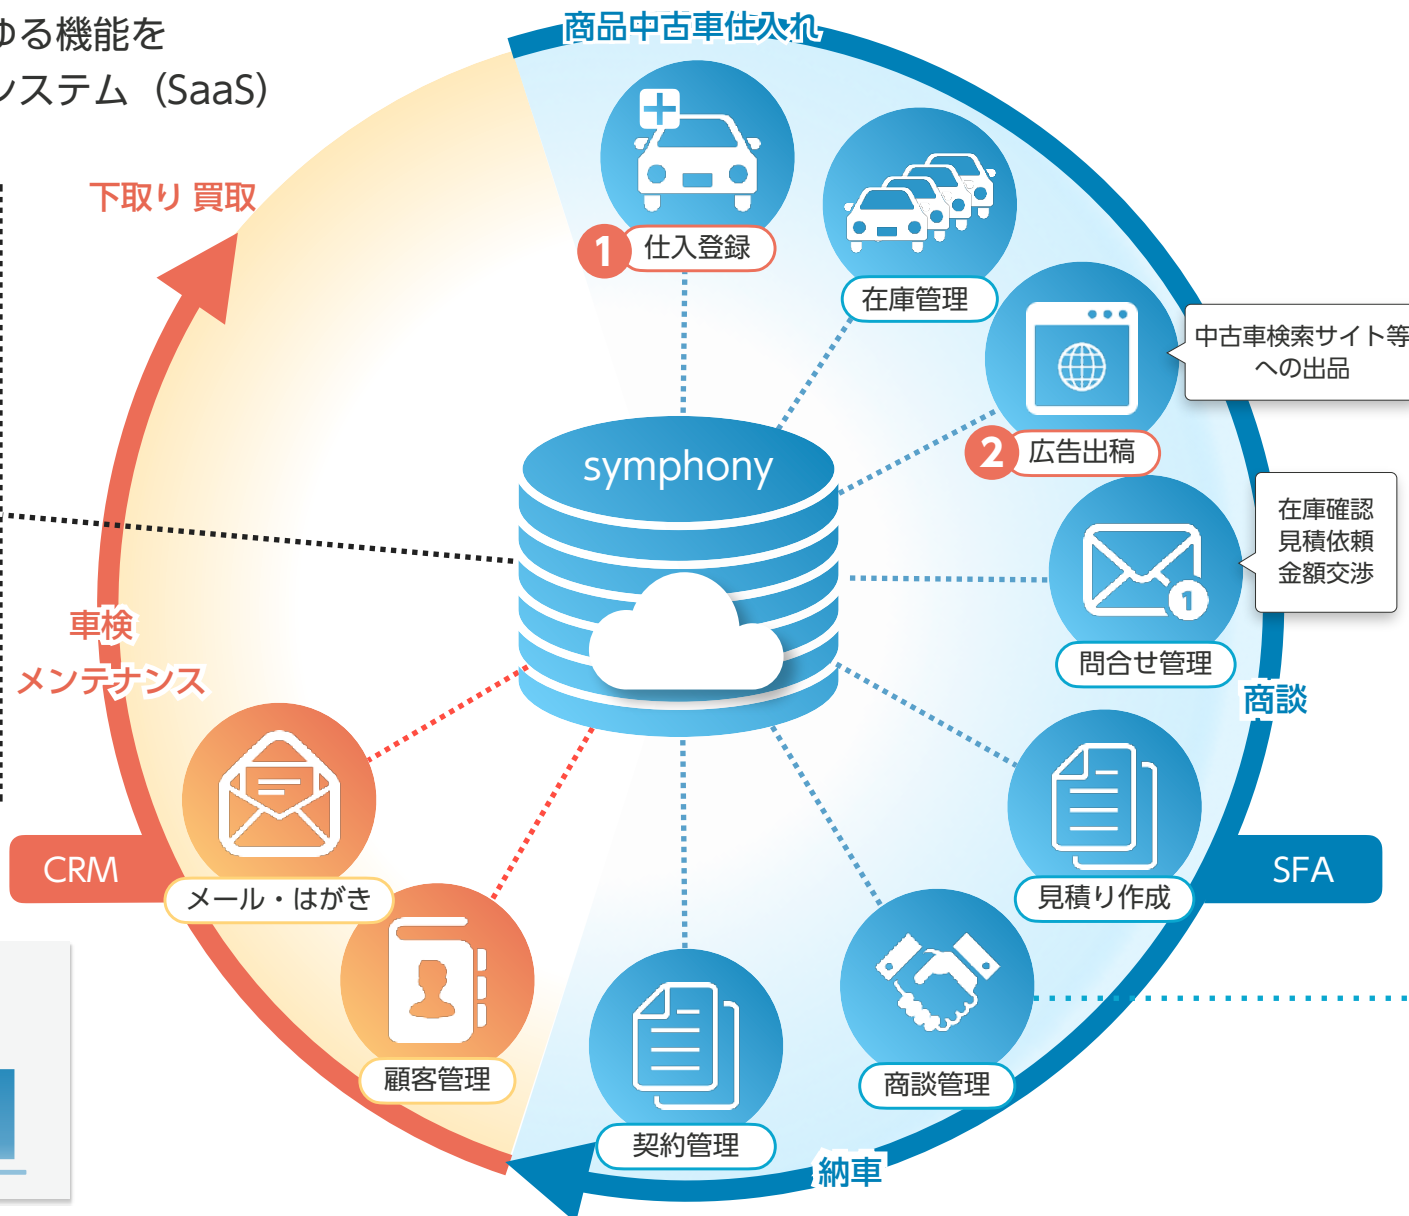 ゆる機能を
システム（SaaS）
商品中古車仕入れ
下取り 買取
1 仕入登録
在庫管理
中古車検索サイト等
への出品
2 広告出稿
symphony
在庫確認
見積依頼
金額交渉
1
問合せ管理
車検
メンテナンス
商談
CRM
SFA
メール・はがき
見積り作成
顧客管理
商談管理
契約管理
納車